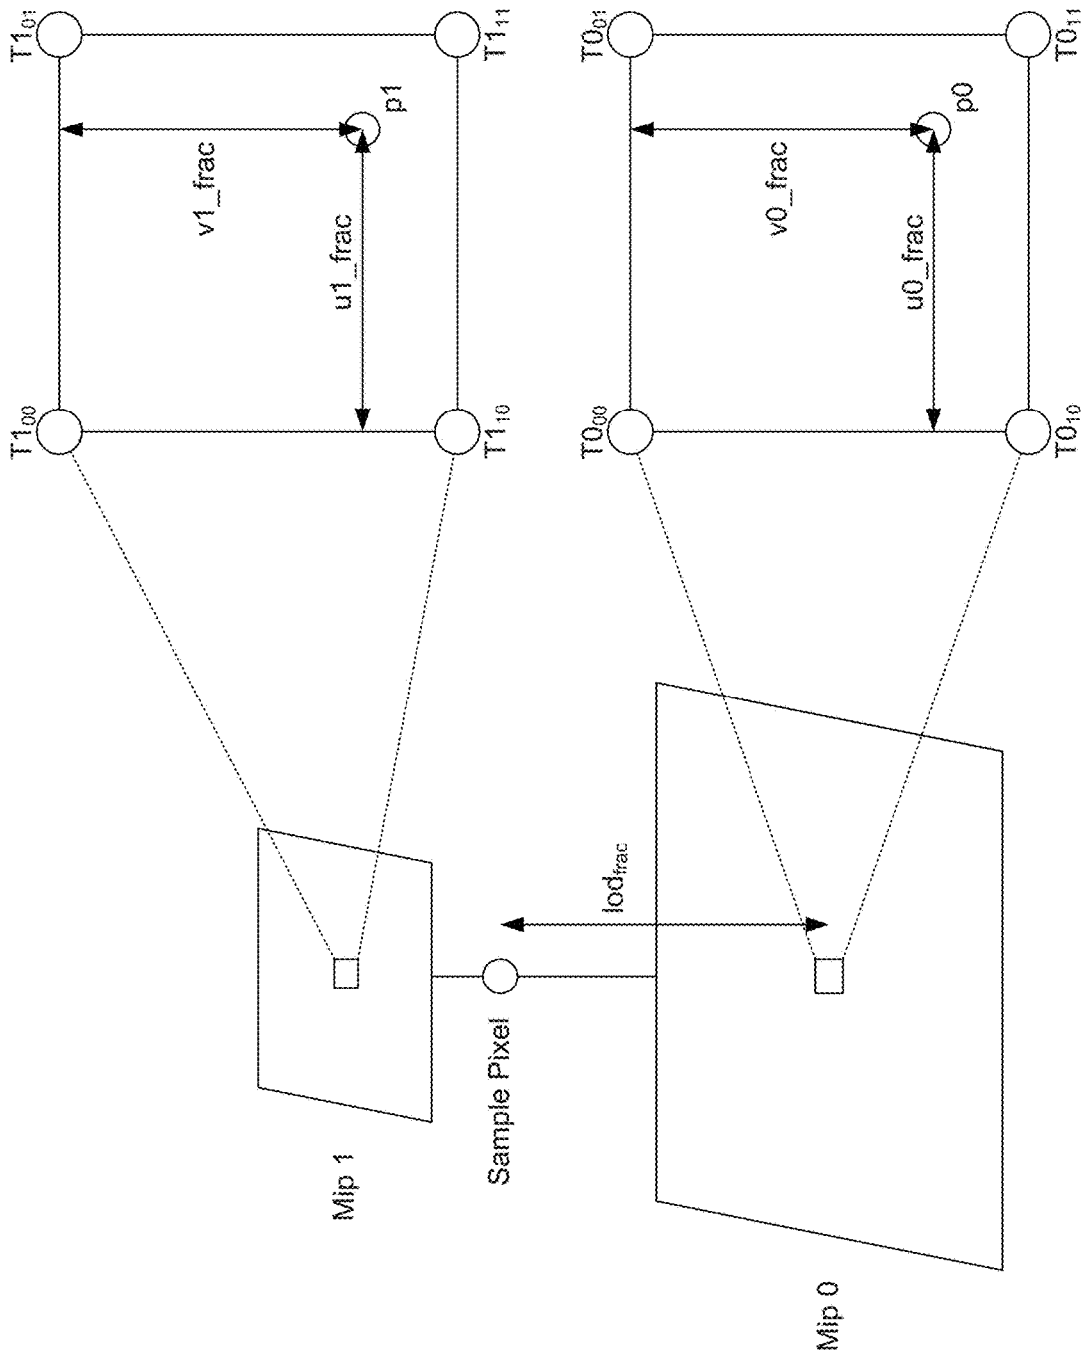 T1₀₀
T1₀₁
v1_frac
Mip 1
u1_frac
p1
Sample Pixel
T1₁₀
T1₁₁
lod_frac
T0₀₀
T0₀₁
v0_frac
Mip 0
u0_frac
p0
T0₁₀
T0₁₁